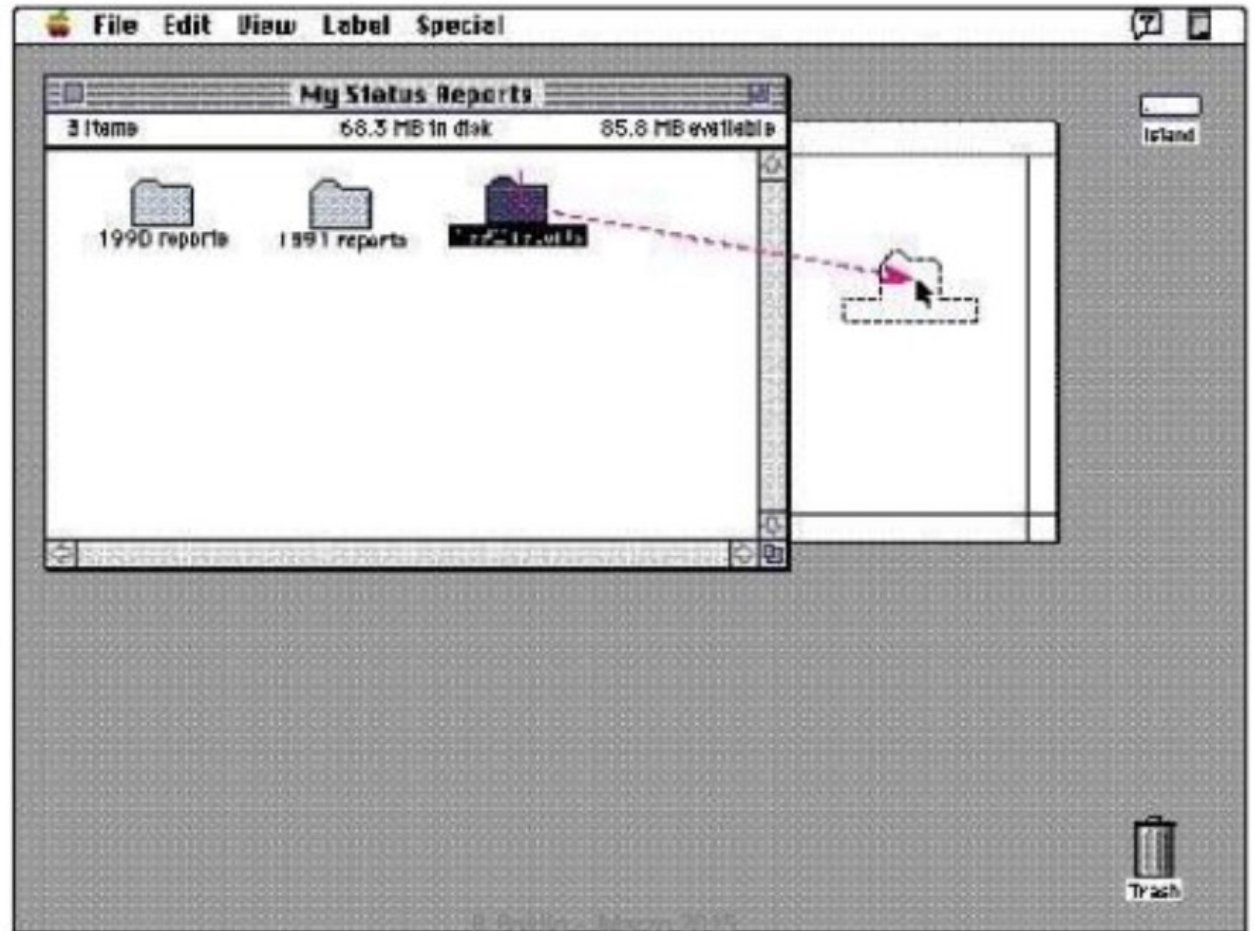 File Edit View Label Special
My Status Reports
3 items 68.3 MB in disk 85.8 MB available
Island
1990 reports 1991 reports
Trash